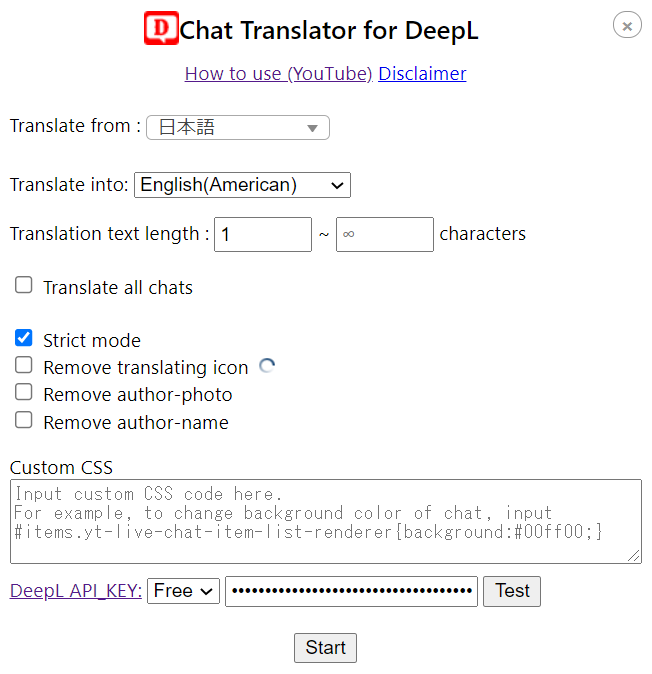 D Chat Translator for DeepL
×
How to use (YouTube) Disclaimer
Translate from : 日本語
Translate into: English(American)
Translation text length : 1 ~ ∞ characters
Translate all chats
Strict mode
Remove translating icon
Remove author-photo
Remove author-name
Custom CSS
Input custom CSS code here.
For example, to change background color of chat, input
#items.yt-live-chat-item-list-renderer{background:#00ff00;}
DeepL API_KEY: Free ••••••••••••••••••••••••••••••••••••••• Test
Start